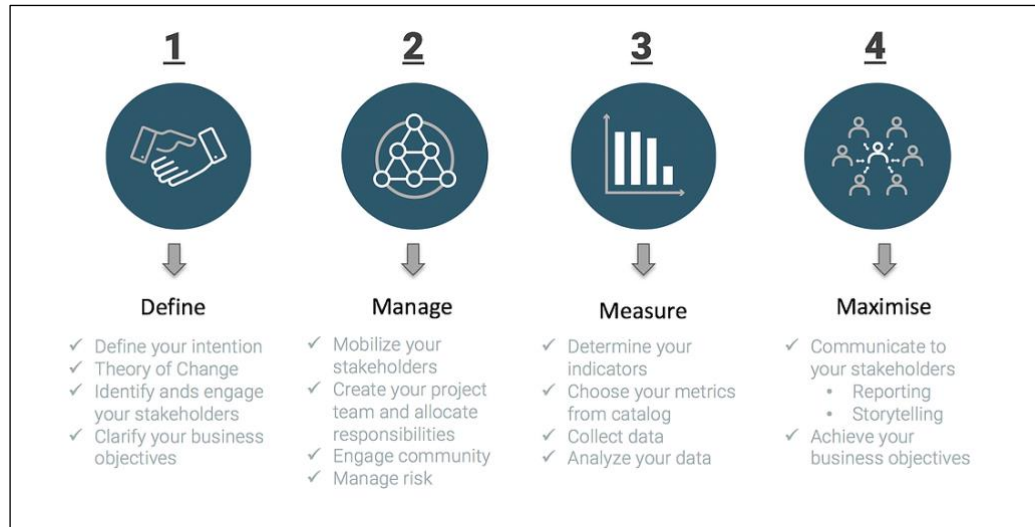 1
2
3
4
Define
✓ Define your intention
✓ Theory of Change
✓ Identify ands engage
your stakeholders
✓ Clarify your business
objectives
Manage
✓ Mobilize your
stakeholders
✓ Create your project
team and allocate
responsibilities
✓ Engage community
✓ Manage risk
Measure
✓ Determine your
indicators
✓ Choose your metrics
from catalog
✓ Collect data
✓ Analyze your data
Maximise
✓ Communicate to
your stakeholders
• Reporting
• Storytelling
✓ Achieve your
business objectives